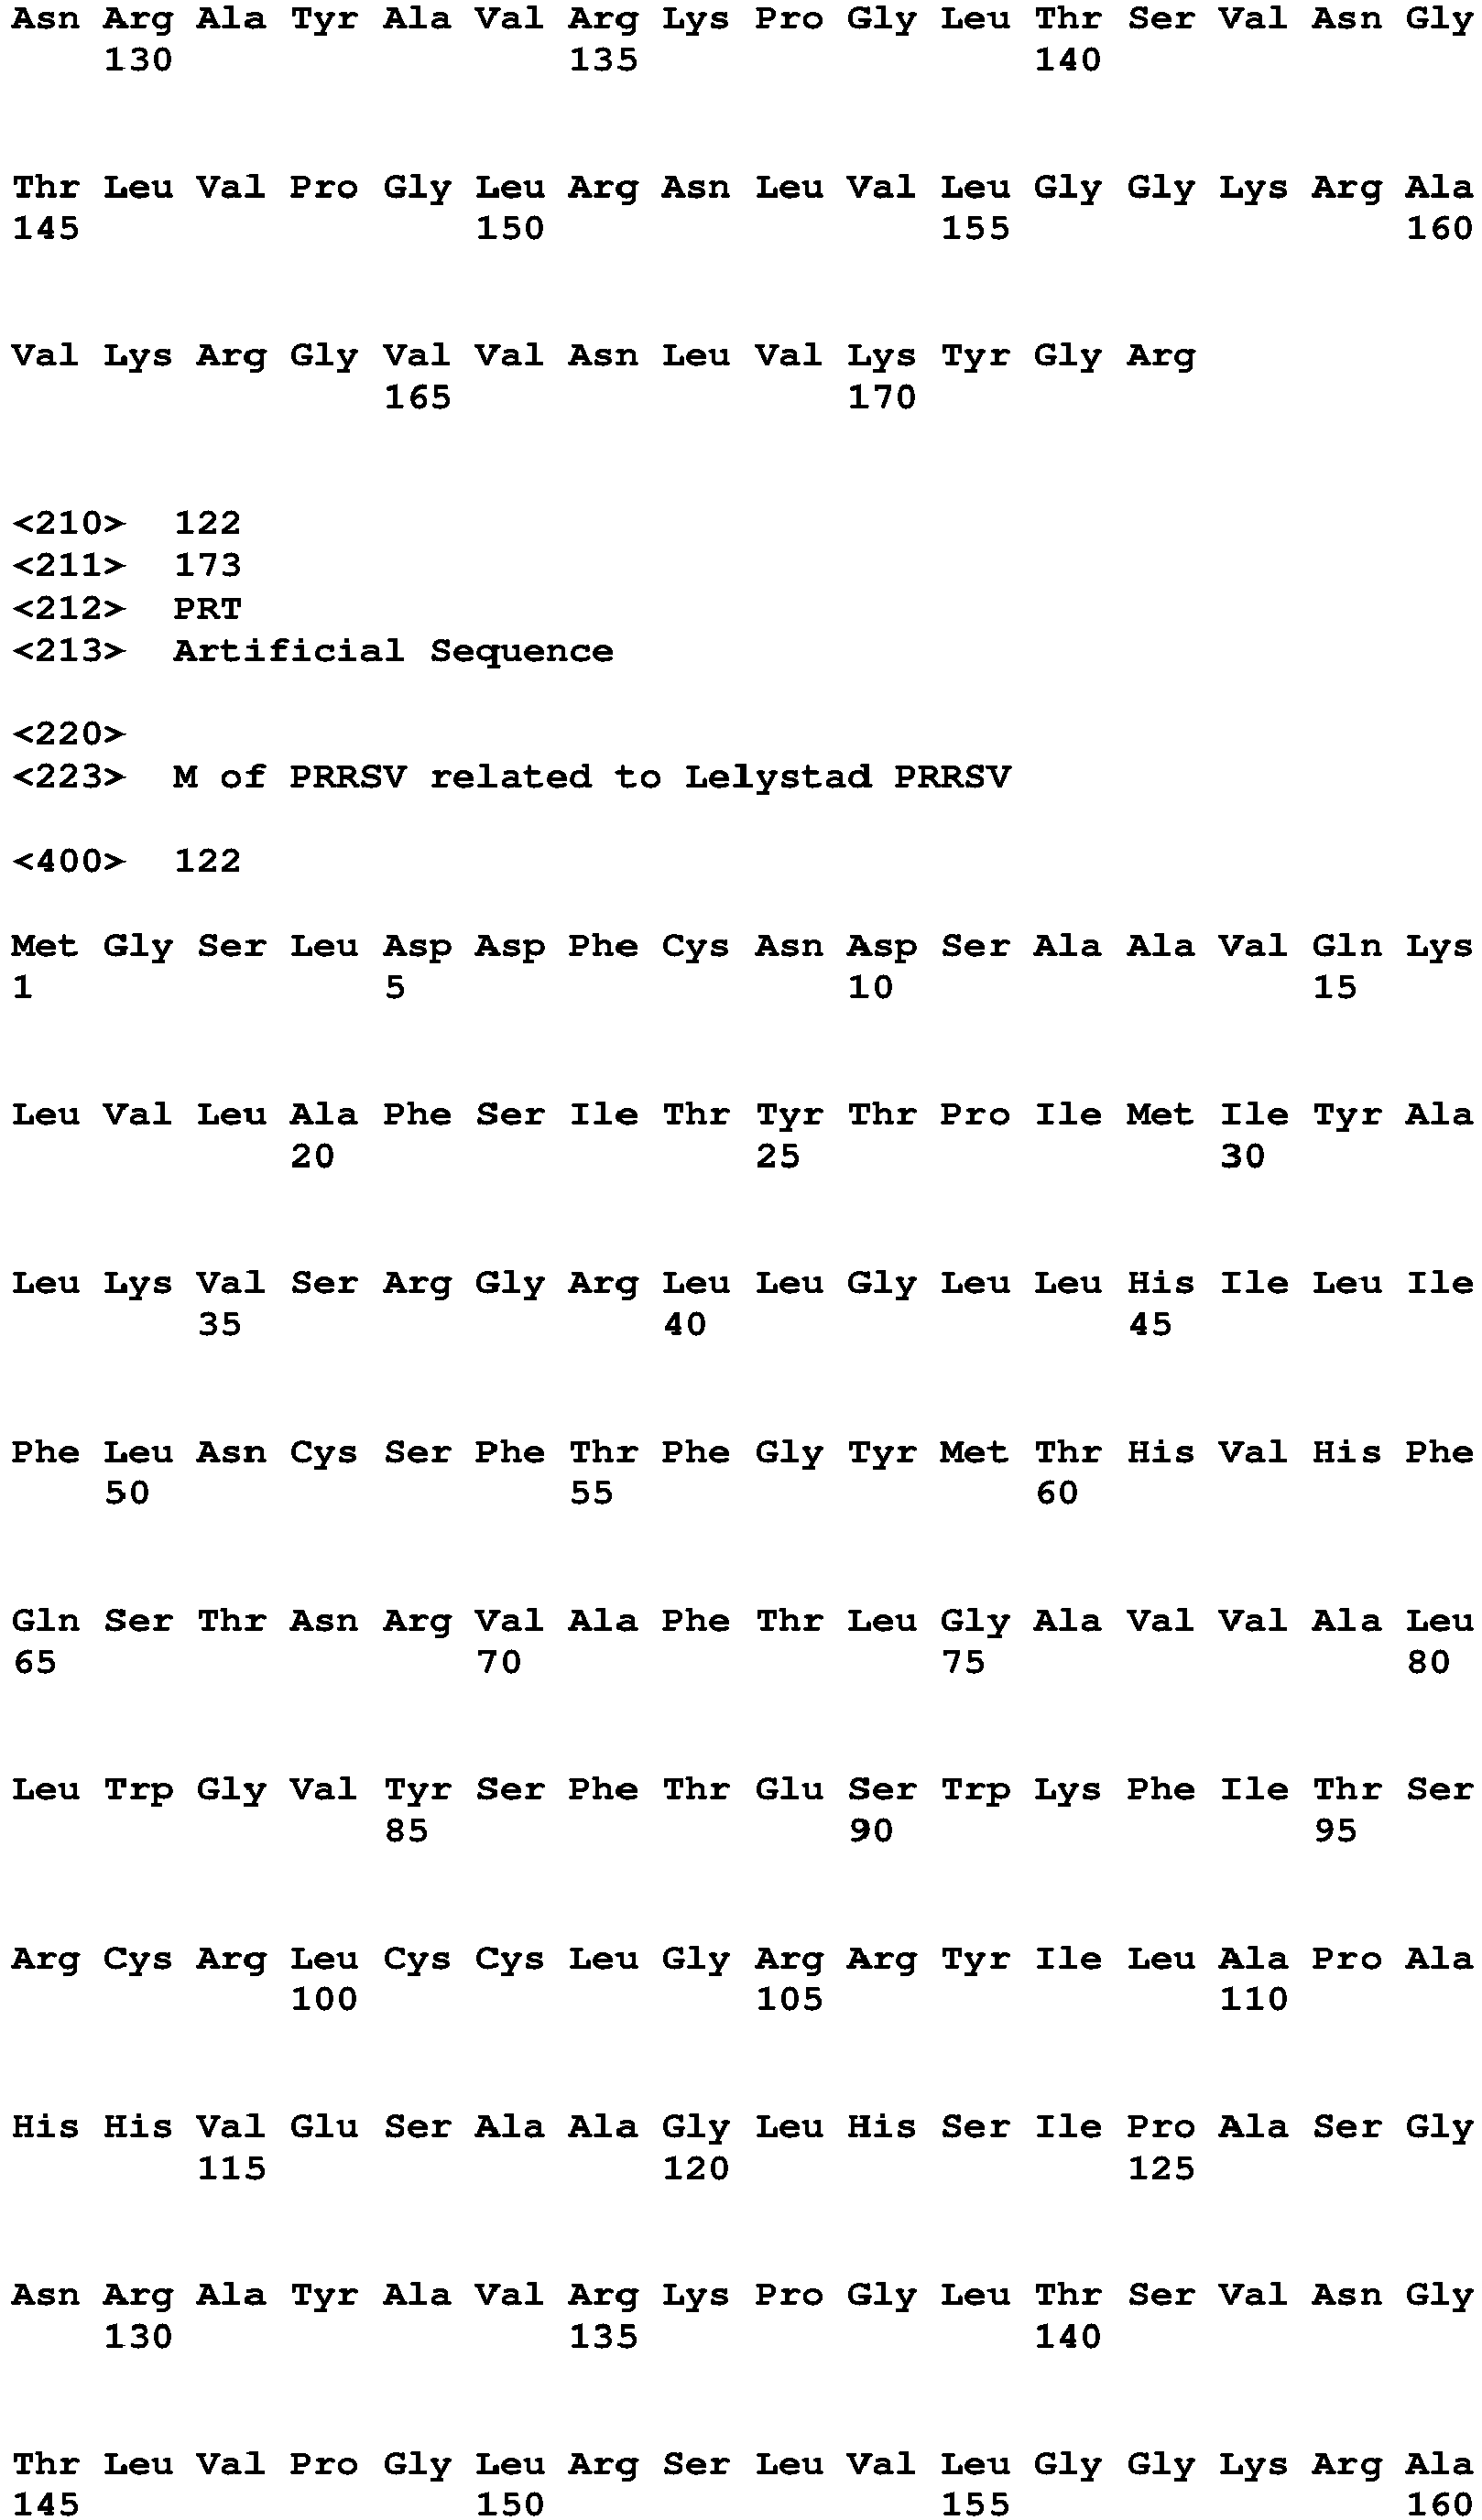 Asn Arg Ala Tyr Ala Val Arg Lys Pro Gly Leu Thr Ser Val Asn Gly
130 135 140
Thr Leu Val Pro Gly Leu Arg Asn Leu Val Leu Gly Gly Lys Arg Ala
145 150 155 160
Val Lys Arg Gly Val Val Asn Leu Val Lys Tyr Gly Arg
165 170
<210> 122
<211> 173
<212> PRT
<213> Artificial Sequence
<220>
<223> M of PRRSV related to Lelystad PRRSV
<400> 122
Met Gly Ser Leu Asp Asp Phe Cys Asn Asp Ser Ala Ala Val Gln Lys
1 5 10 15
Leu Val Leu Ala Phe Ser Ile Thr Tyr Thr Pro Ile Met Ile Tyr Ala
20 25 30
Leu Lys Val Ser Arg Gly Arg Leu Leu Gly Leu Leu His Ile Leu Ile
35 40 45
Phe Leu Asn Cys Ser Phe Thr Phe Gly Tyr Met Thr His Val His Phe
50 55 60
Gln Ser Thr Asn Arg Val Ala Phe Thr Leu Gly Ala Val Val Ala Leu
65 70 75 80
Leu Trp Gly Val Tyr Ser Phe Thr Glu Ser Trp Lys Phe Ile Thr Ser
85 90 95
Arg Cys Arg Leu Cys Cys Leu Gly Arg Arg Tyr Ile Leu Ala Pro Ala
100 105 110
His His Val Glu Ser Ala Ala Gly Leu His Ser Ile Pro Ala Ser Gly
115 120 125
Asn Arg Ala Tyr Ala Val Arg Lys Pro Gly Leu Thr Ser Val Asn Gly
130 135 140
Thr Leu Val Pro Gly Leu Arg Ser Leu Val Leu Gly Gly Lys Arg Ala
145 150 155 160